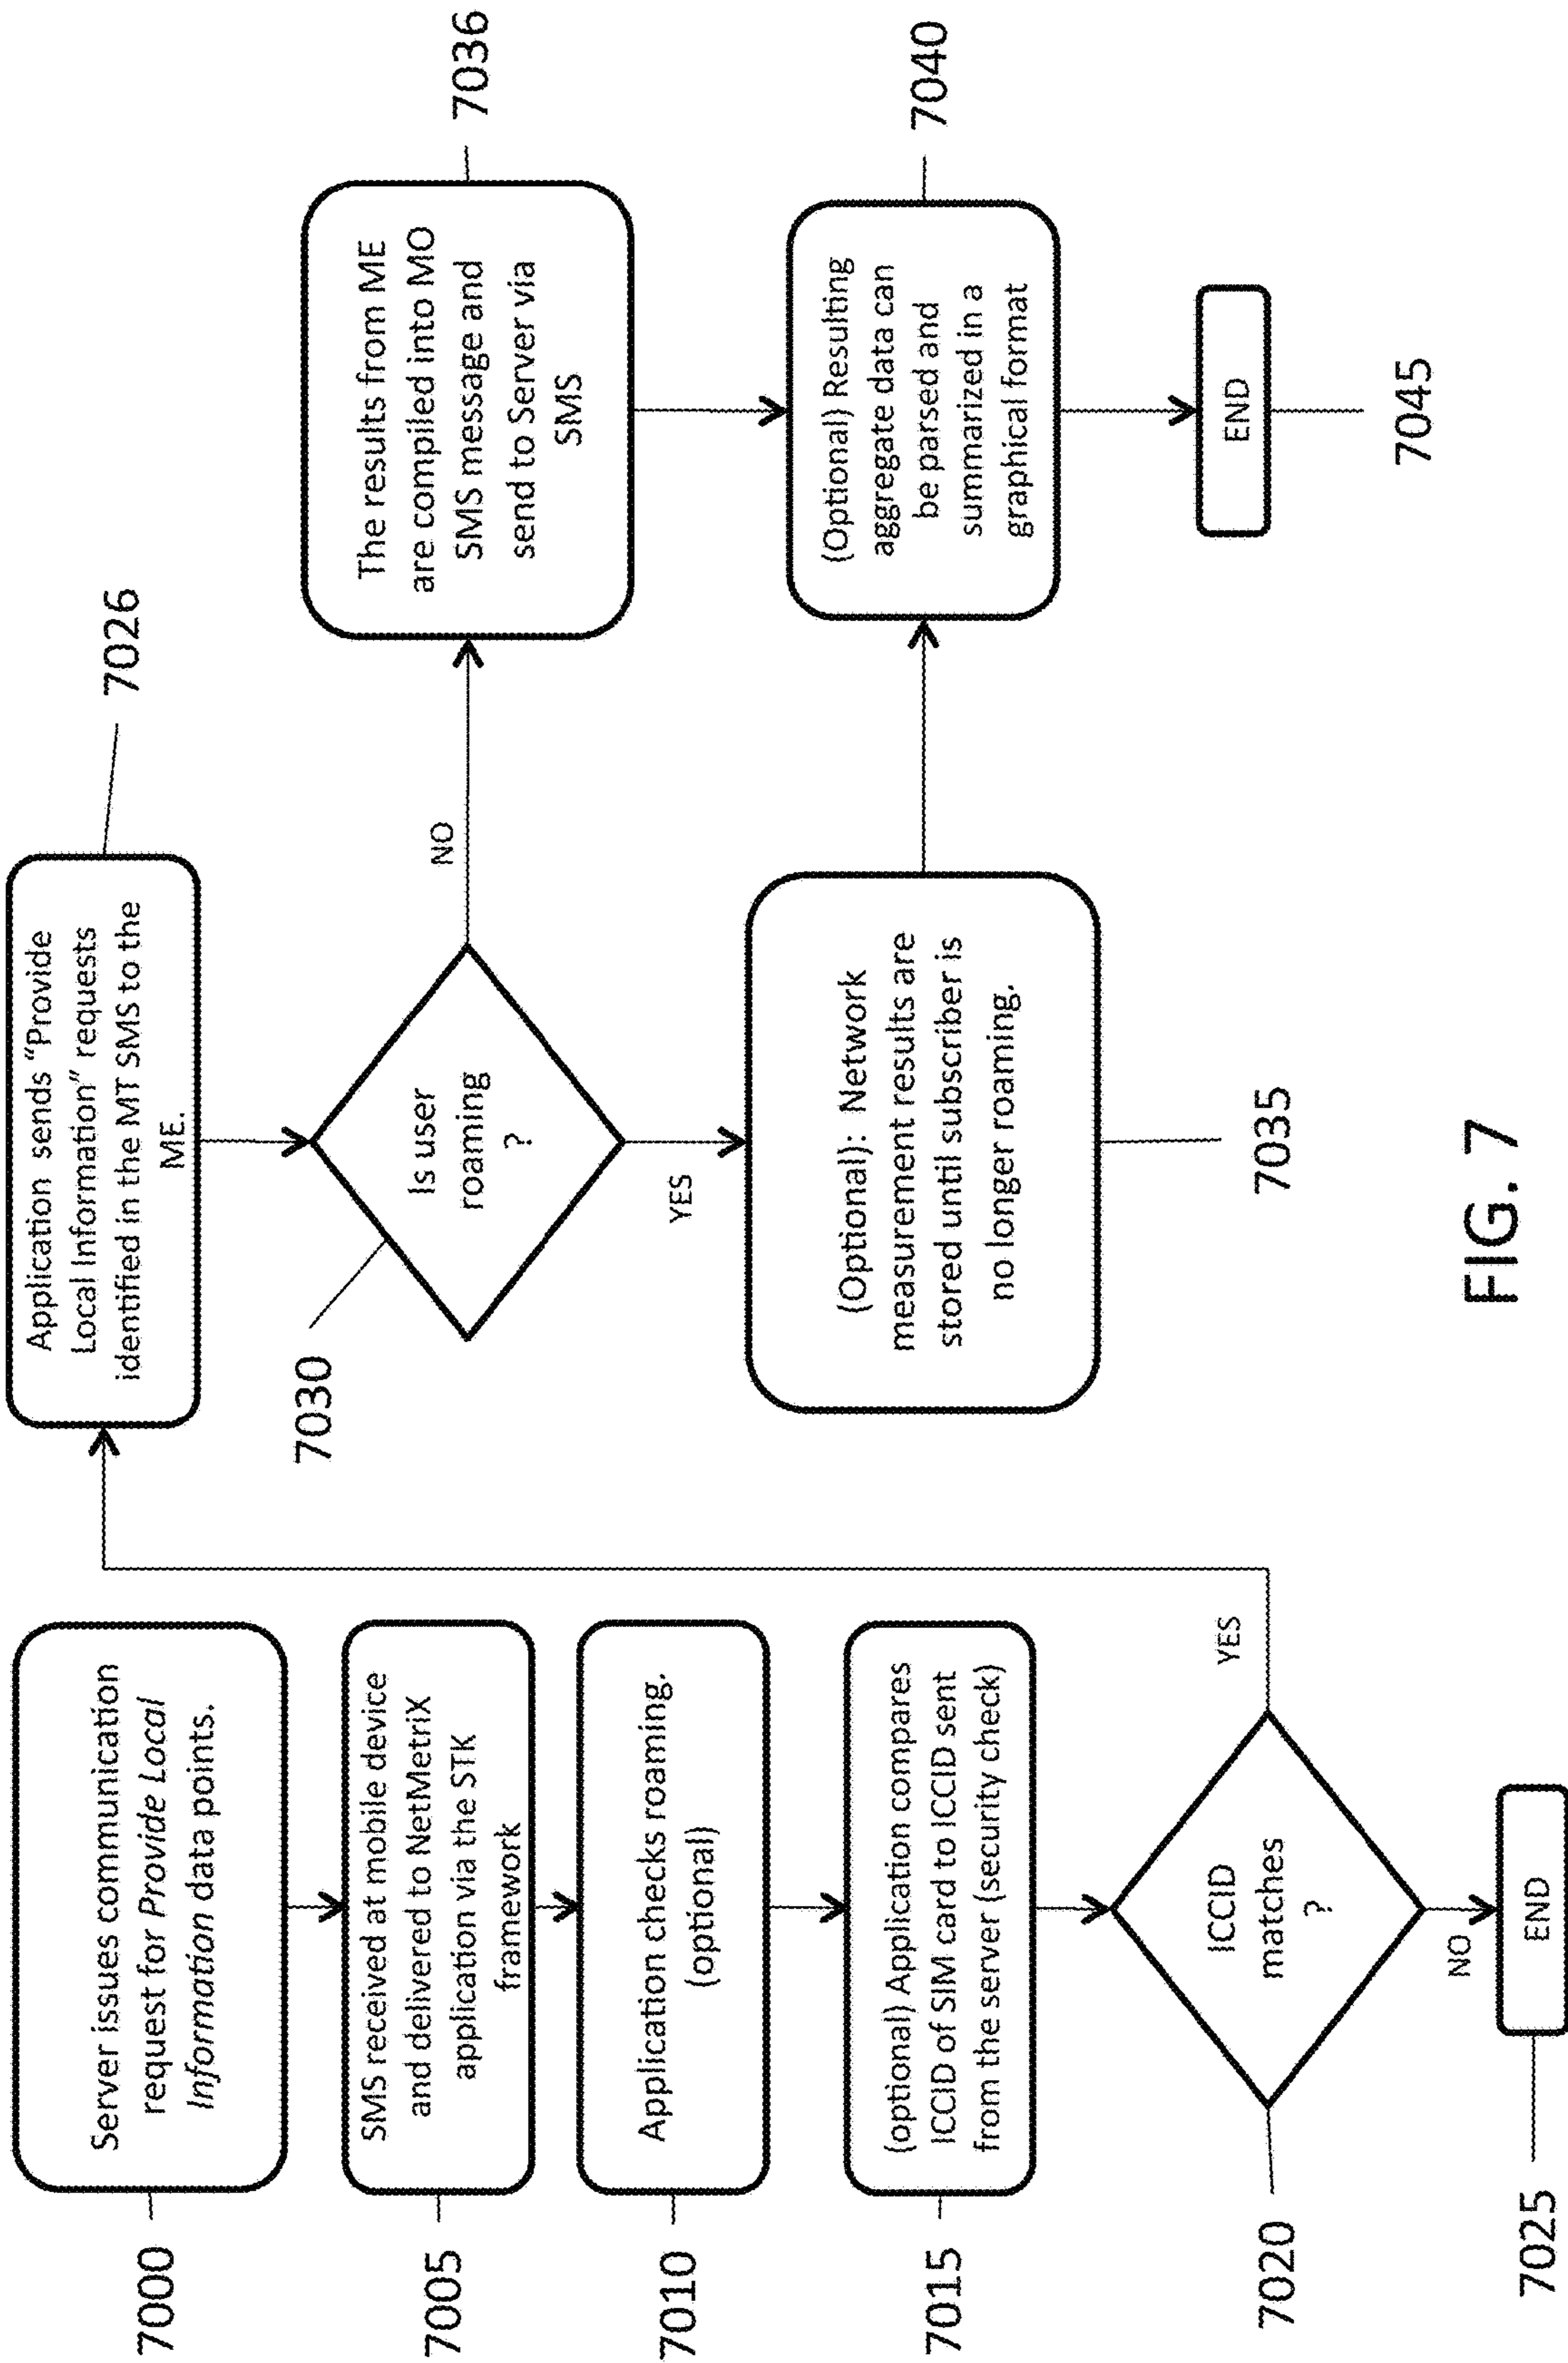 7000
Server issues communication
request for Provide Local
Information data points.
7005
SMS received at mobile device
and delivered to NetMetriX
application via the STK
framework
7010
Application checks roaming.
(optional)
7015
(optional) Application compares
ICCID of SIM card to ICCID sent
from the server (security check)
7020
ICCID
matches
?
YES
NO
7025
END
Application sends “Provide
Local Information” requests
identified in the MT SMS to the
ME.
7026
7030
Is user
roaming
?
NO
YES
(Optional): Network
measurement results are
stored until subscriber is
no longer roaming.
7035
The results from ME
are compiled into MO
SMS message and
send to Server via
SMS
7036
(Optional) Resulting
aggregate data can
be parsed and
summarized in a
graphical format
7040
END
7045
FIG. 7